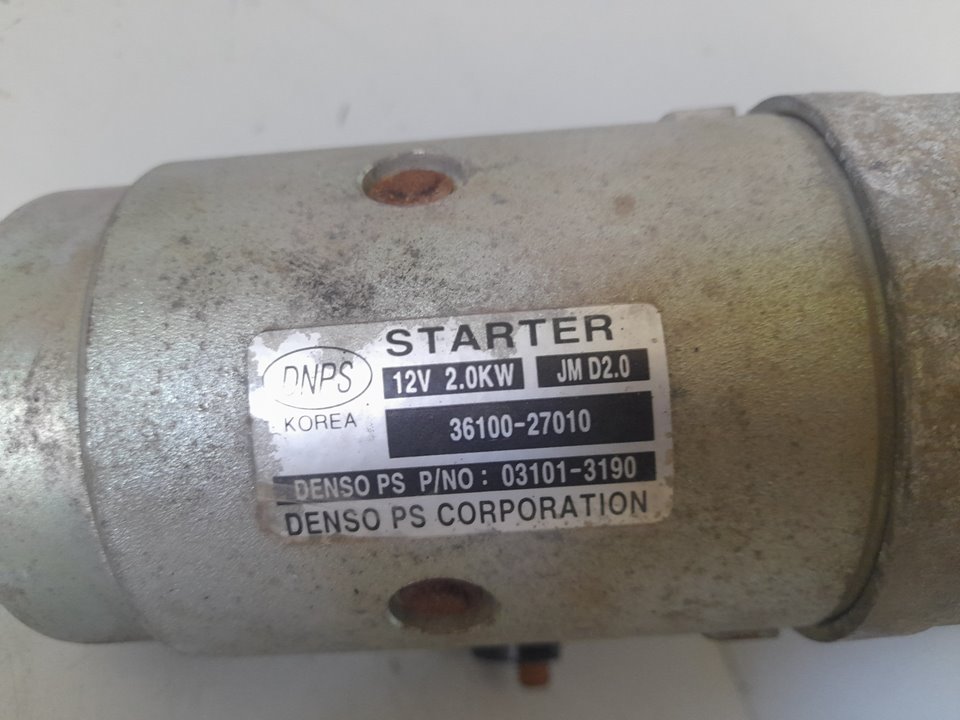 STARTER
DNPS
12V 2.0KW JM D2.0
KOREA
36100-27010
DENSO PS P/NO: 03101-3190
DENSO PS CORPORATION